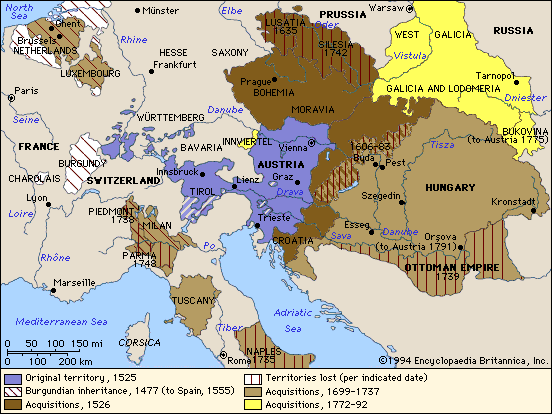 North
Sea
Ghent
Brussels
NETHERLANDS
LUXEMBOURG
Paris
Seine
FRANCE
BURGUNDY
CHAROLAIS
Loire
Lyon
Rhône
Marseille
Mediterranean Sea
Münster
Rhine
HESSE
Frankfurt
Elbe
SAXONY
PRUSSIA
Oder
LUSATIA
1635
SILESIA
1742
Warsaw
WEST
GALICIA
RUSSIA
Vistula
Tarnopol
GALICIA AND LODOMERIA
Dniester
BUKOVINA
(to Austria 1775)
Prague
BOHEMIA
MORAVIA
Danube
WÜRTTEMBERG
BAVARIA
INNVIERTEL
Vienna
AUSTRIA
Graz
SWITZERLAND
Innsbruck
TIROL
Lienz
Drava
Trieste
1606-83
Buda
Pest
Tisza
HUNGARY
Szegedin
Kronstadt
Esseg
Danube
Orşova
(to Austria 1791)
Sava
CROATIA
OTTOMAN EMPIRE
1739
PIEDMONT
1738
MILAN
PARMA
1748
Po
TUSCANY
CORSICA
Tiber
Rome
NAPLES
1735
Adriatic
Sea
0 50 100 150 mi
0 100 200 km
©1994 Encyclopaedia Britannica, Inc.
Original territory, 1525
Burgundian inheritance, 1477 (to Spain, 1555)
Acquisitions, 1526
Territories lost (per indicated date)
Acquisitions, 1699-1737
Acquisitions, 1772-92